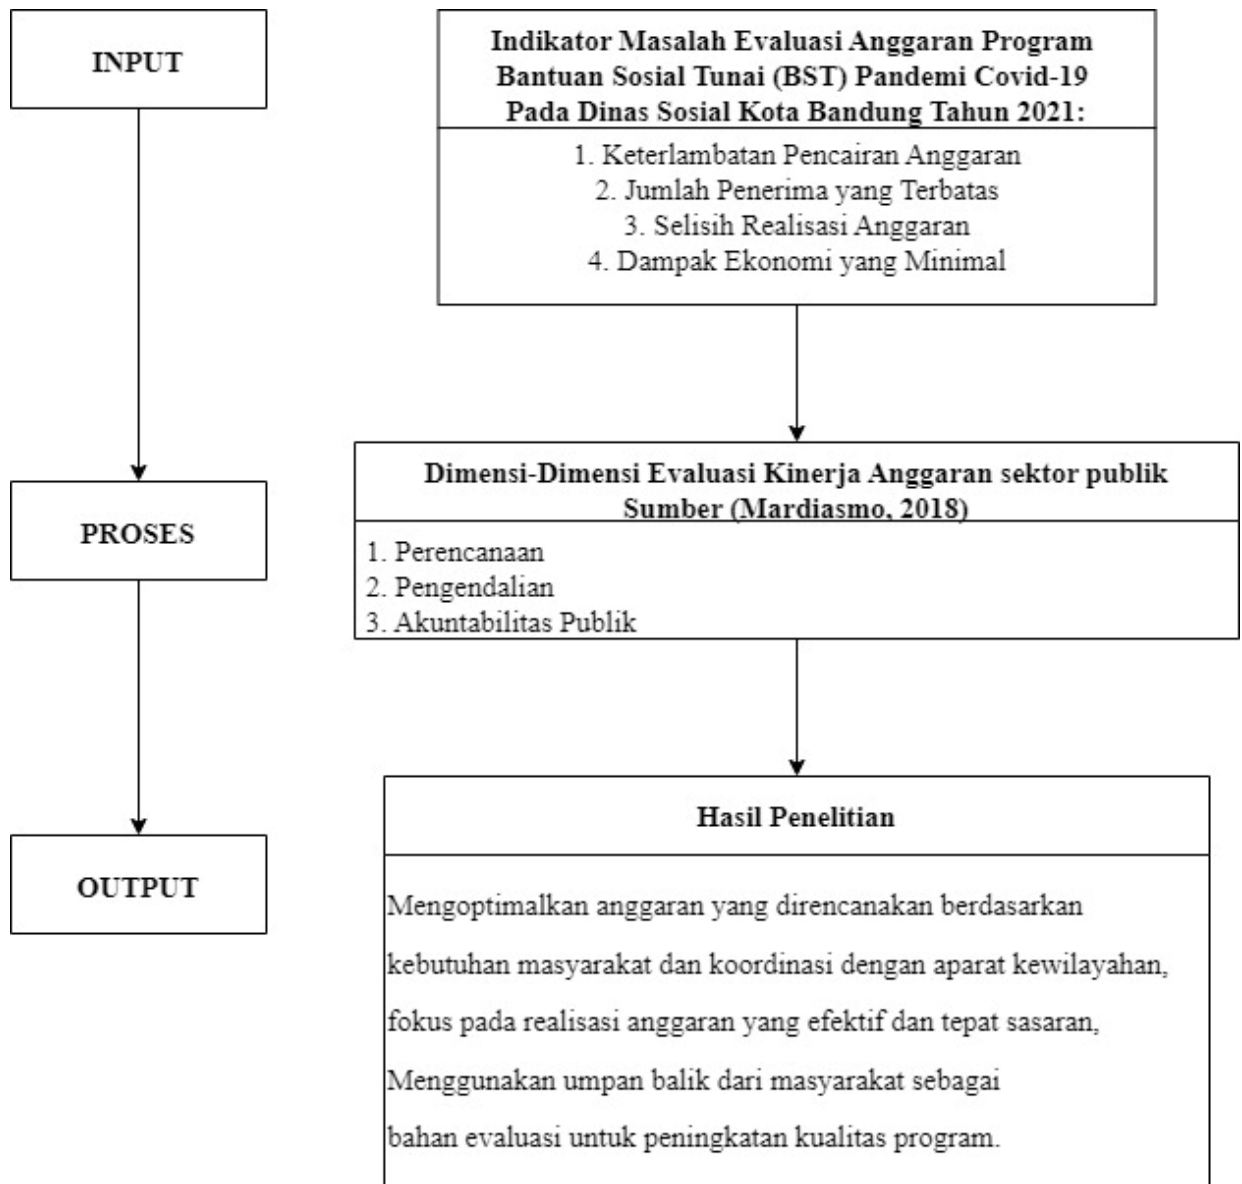 INPUT
Indikator Masalah Evaluasi Anggaran Program
Bantuan Sosial Tunai (BST) Pandemi Covid-19
Pada Dinas Sosial Kota Bandung Tahun 2021:
1. Keterlambatan Pencairan Anggaran
2. Jumlah Penerima yang Terbatas
3. Selisih Realisasi Anggaran
4. Dampak Ekonomi yang Minimal
PROSES
Dimensi-Dimensi Evaluasi Kinerja Anggaran sektor publik
Sumber (Mardiasmo, 2018)
1. Perencanaan
2. Pengendalian
3. Akuntabilitas Publik
OUTPUT
Hasil Penelitian
Mengoptimalkan anggaran yang direncanakan berdasarkan
kebutuhan masyarakat dan koordinasi dengan aparat kewilayahan,
fokus pada realisasi anggaran yang efektif dan tepat sasaran,
Menggunakan umpan balik dari masyarakat sebagai
bahan evaluasi untuk peningkatan kualitas program.